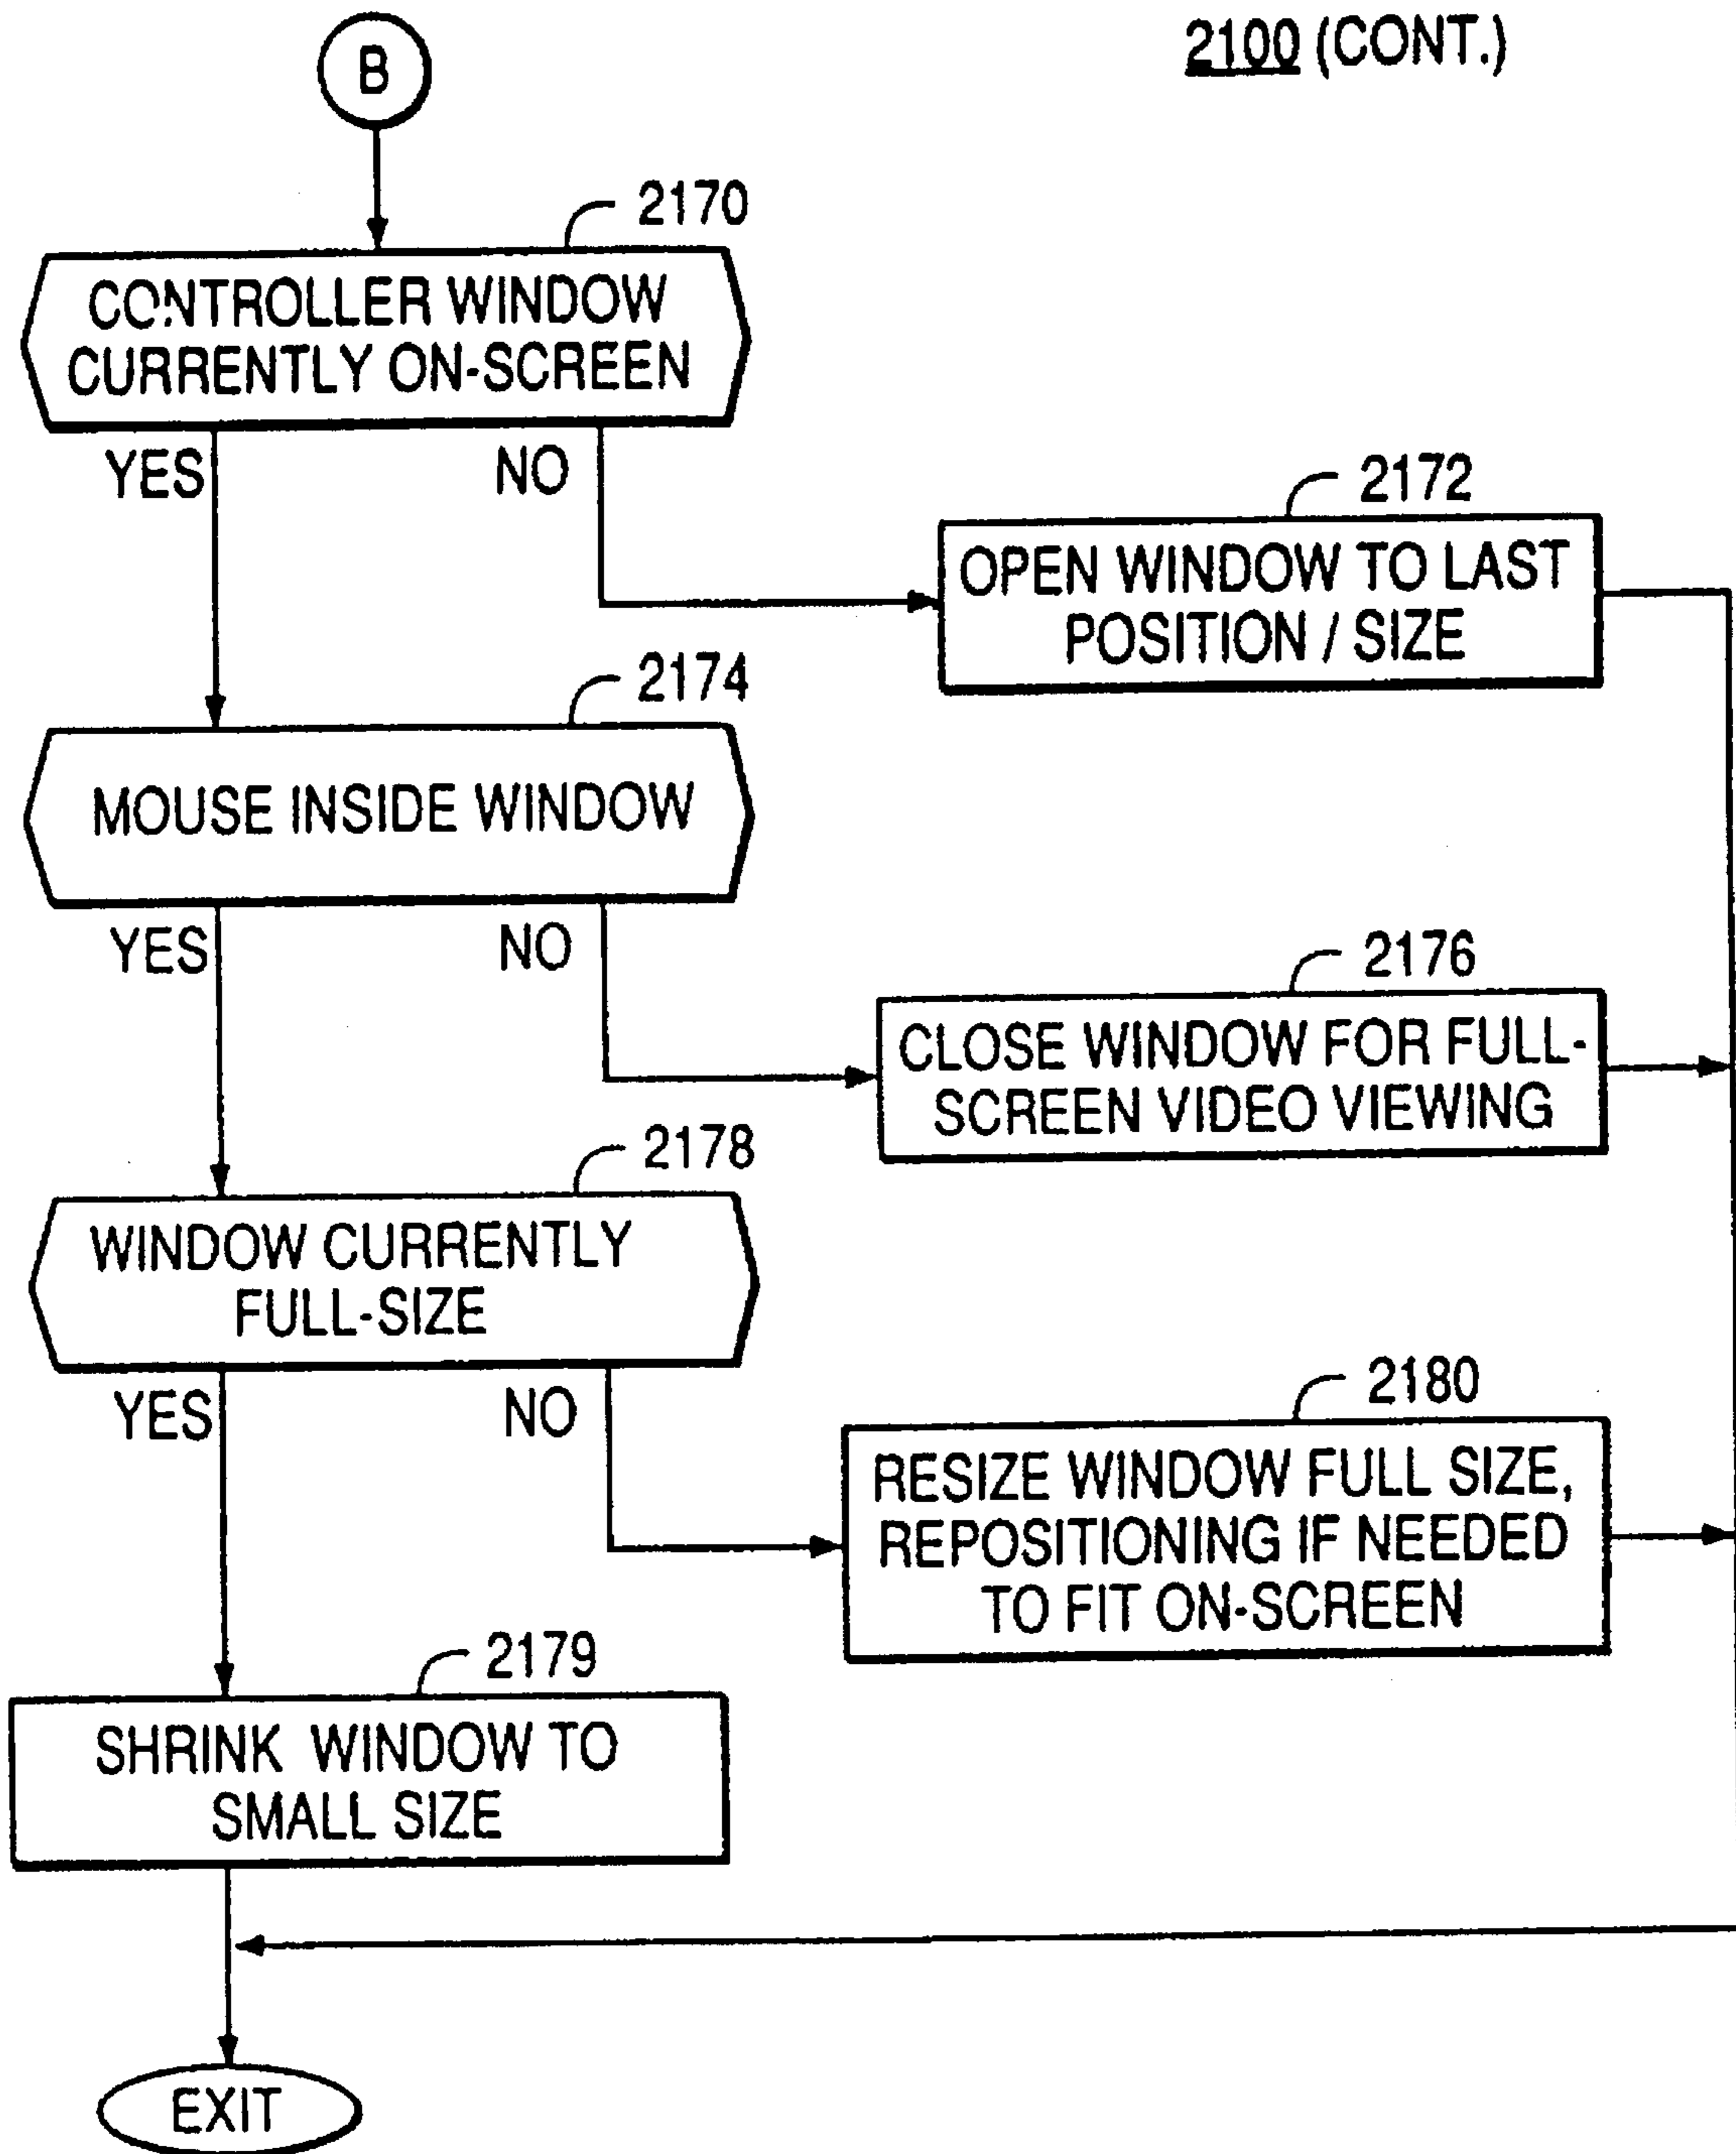 2100 (CONT.)
B
2170
CONTROLLER WINDOW
CURRENTLY ON-SCREEN
YES
NO
2172
OPEN WINDOW TO LAST
POSITION / SIZE
2174
MOUSE INSIDE WINDOW
YES
NO
2176
CLOSE WINDOW FOR FULL-
SCREEN VIDEO VIEWING
2178
WINDOW CURRENTLY
FULL-SIZE
YES
NO
2180
RESIZE WINDOW FULL SIZE,
REPOSITIONING IF NEEDED
TO FIT ON-SCREEN
2179
SHRINK WINDOW TO
SMALL SIZE
EXIT